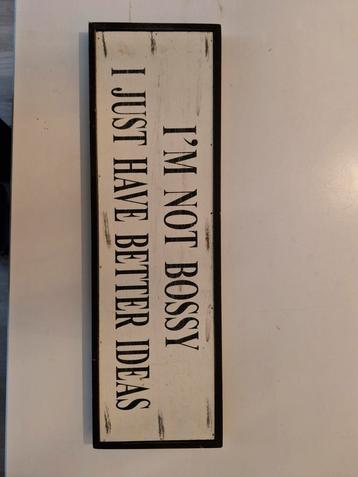 I'M NOT BOSSY
I JUST HAVE BETTER IDEAS